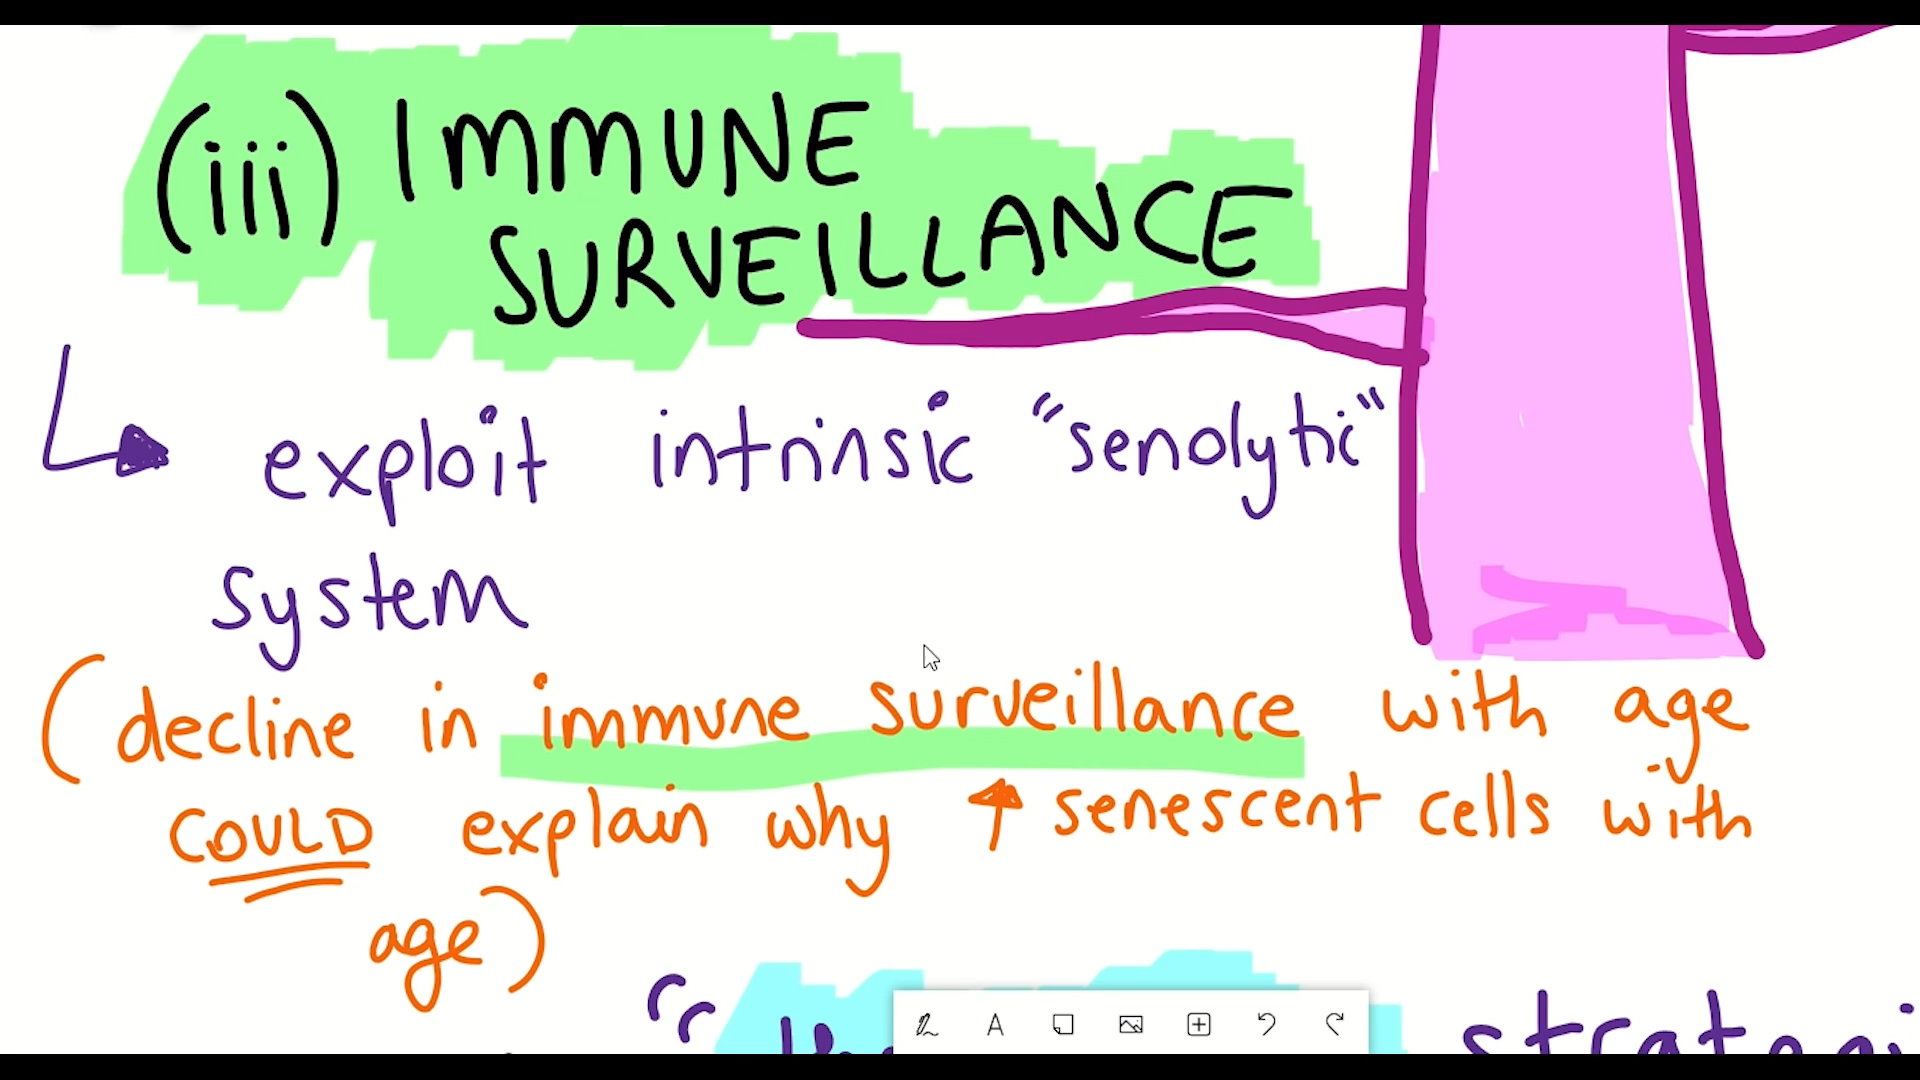 (iii) IMMUNE
SURVEILLANCE
exploit intrinsic "senolytic"
system
(decline in immune surveillance with age
COULD explain why ↑ senescent cells with
age)
A